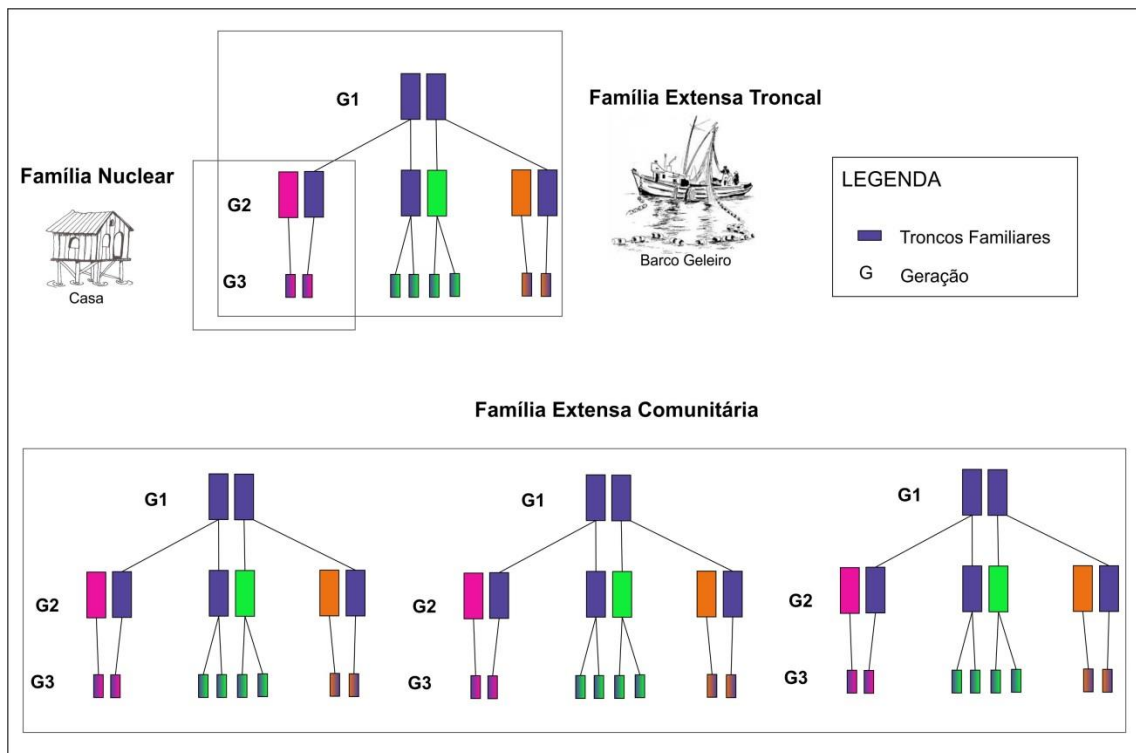 G1
Família Extensa Troncal
Família Nuclear
Casa
G2
G3
Barco Geleiro
LEGENDA
Troncos Familiares
G Geração
Família Extensa Comunitária
G1 G1 G1
G2 G2 G2
G3 G3 G3